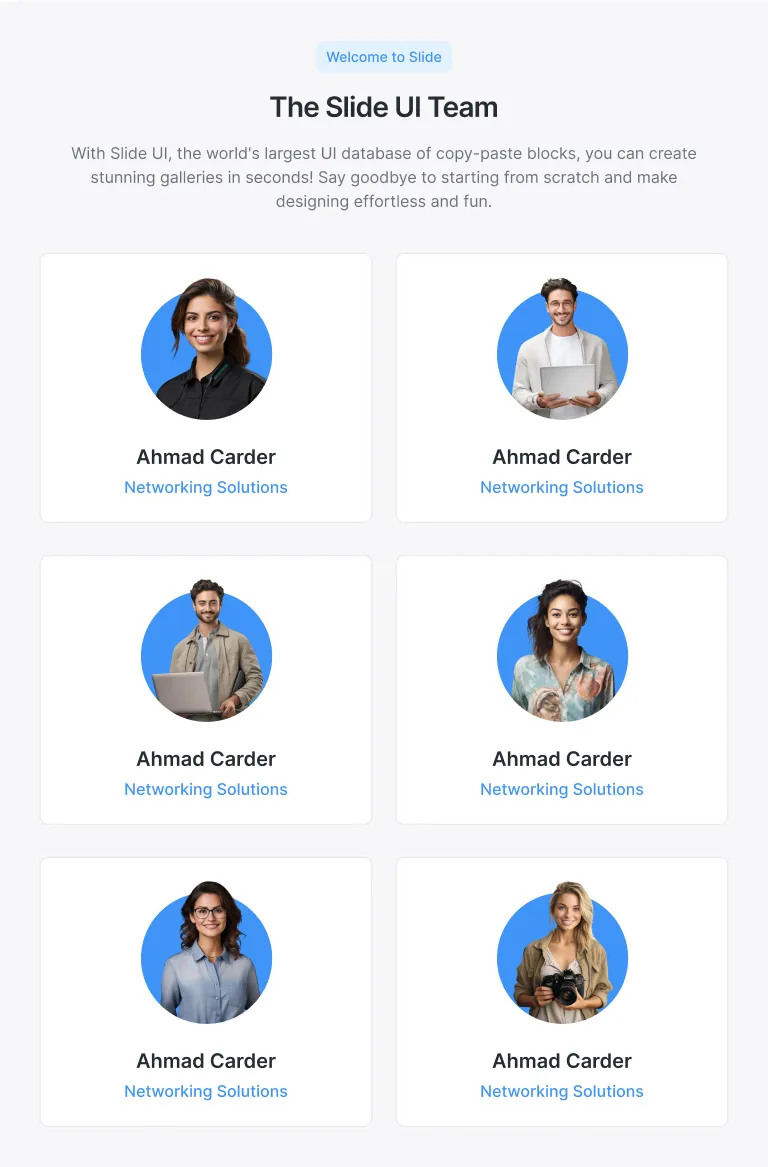 Welcome to Slide
The Slide UI Team
With Slide UI, the world's largest UI database of copy-paste blocks, you can create
stunning galleries in seconds! Say goodbye to starting from scratch and make
designing effortless and fun.
Ahmad Carder
Networking Solutions
Ahmad Carder
Networking Solutions
Ahmad Carder
Networking Solutions
Ahmad Carder
Networking Solutions
Ahmad Carder
Networking Solutions
Ahmad Carder
Networking Solutions